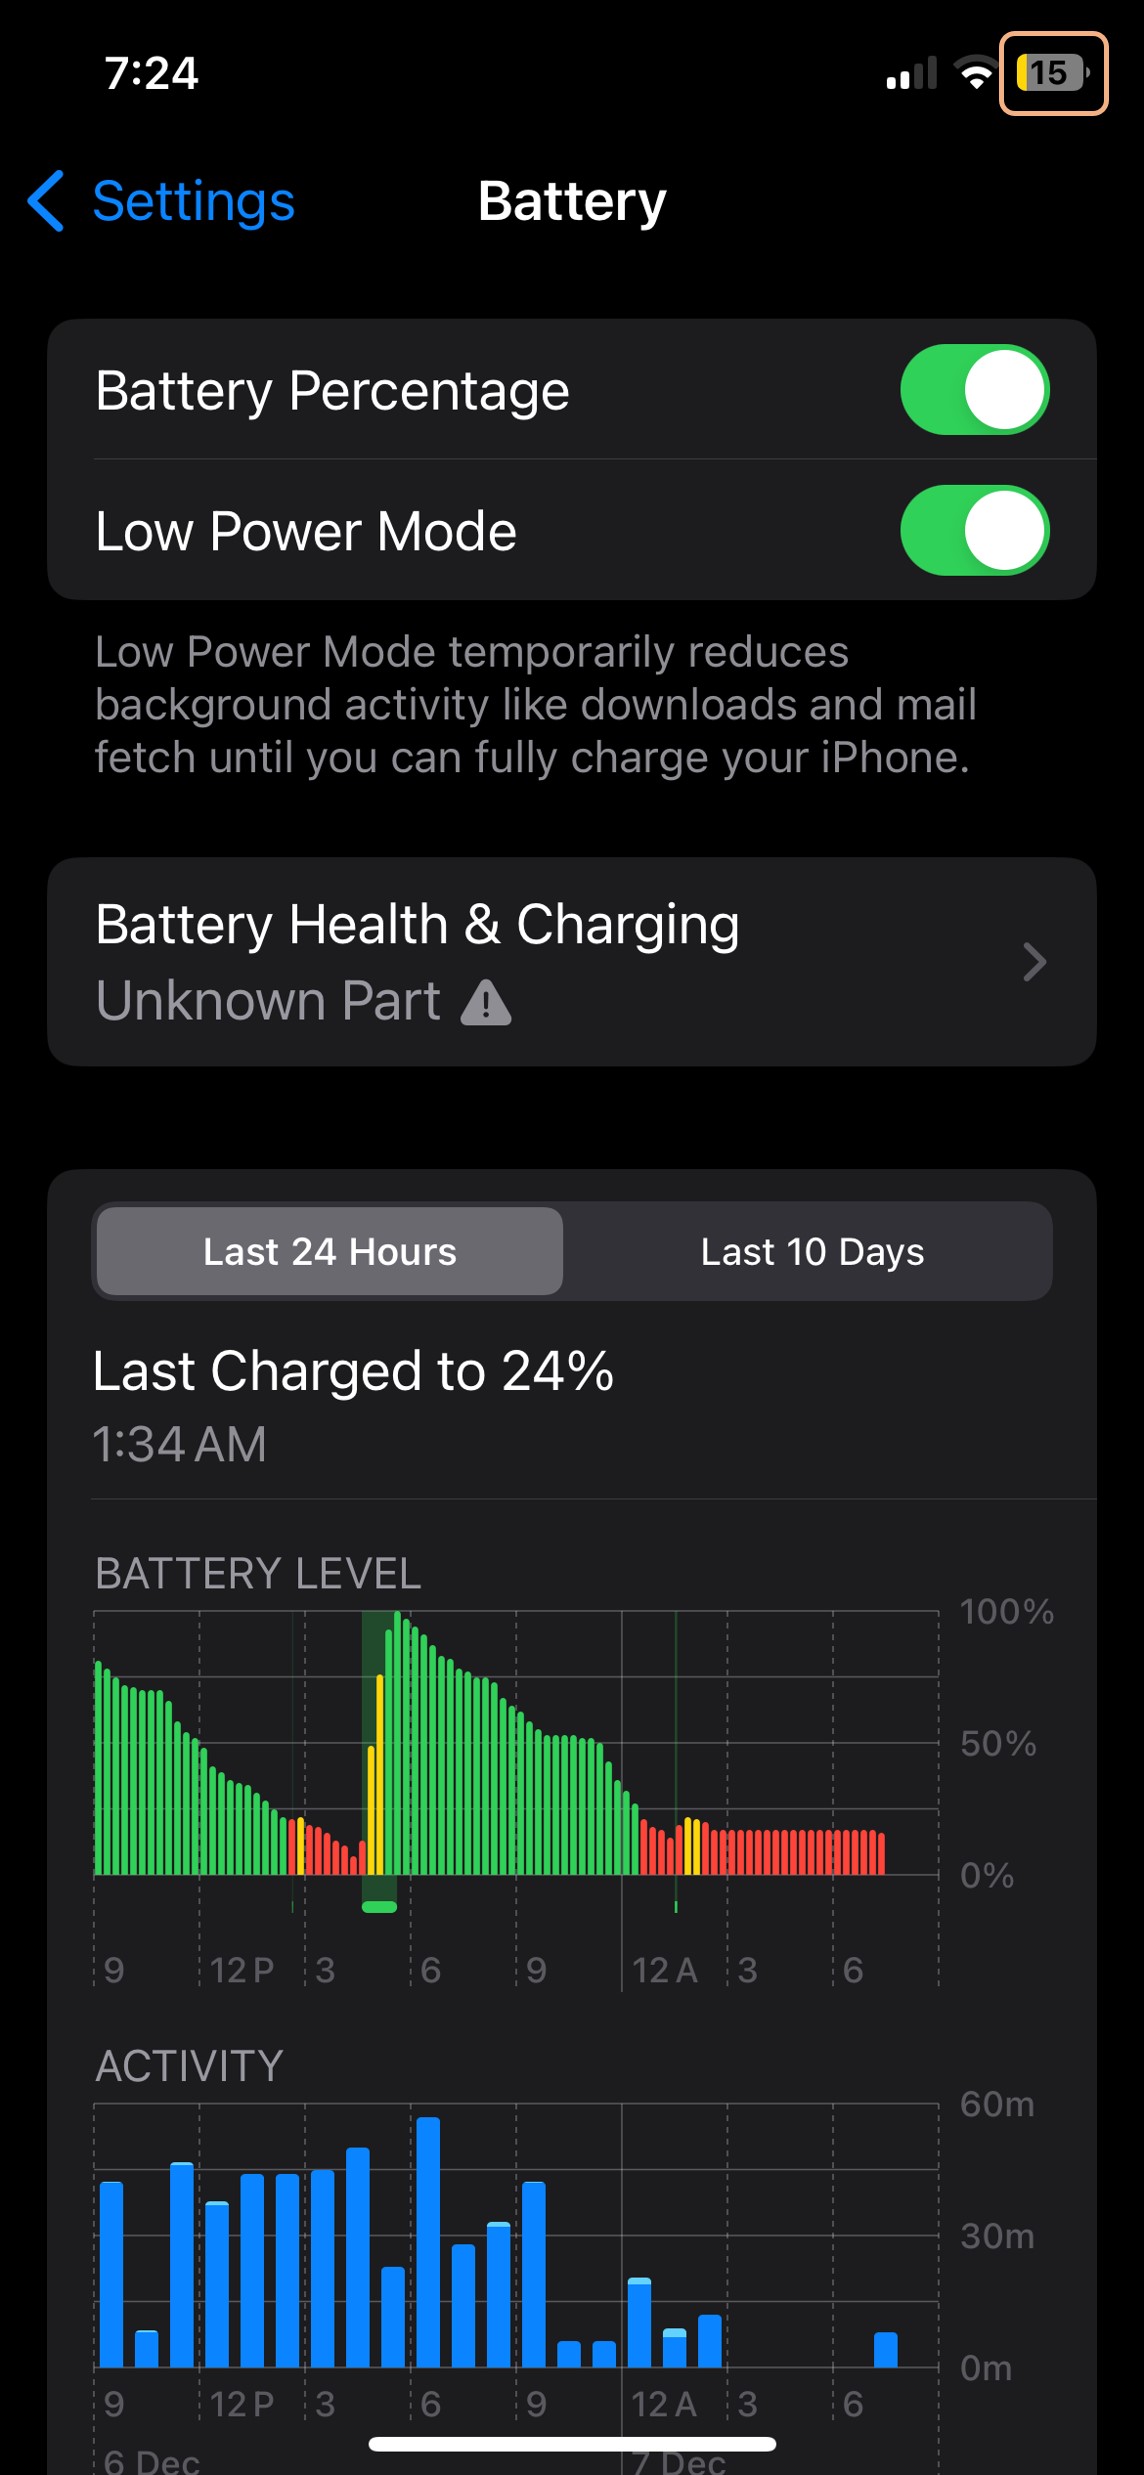 7:24
15
Settings
Battery
Battery Percentage
Low Power Mode
Low Power Mode temporarily reduces
background activity like downloads and mail
fetch until you can fully charge your iPhone.
Battery Health & Charging
Unknown Part
Last 24 Hours
Last 10 Days
Last Charged to 24%
1:34 AM
BATTERY LEVEL
100%
50%
0%
9 12 P 3 6 9 12 A 3 6
ACTIVITY
60m
30m
0m
9 12 P 3 6 9 12 A 3 6
6 Dec 7 Dec